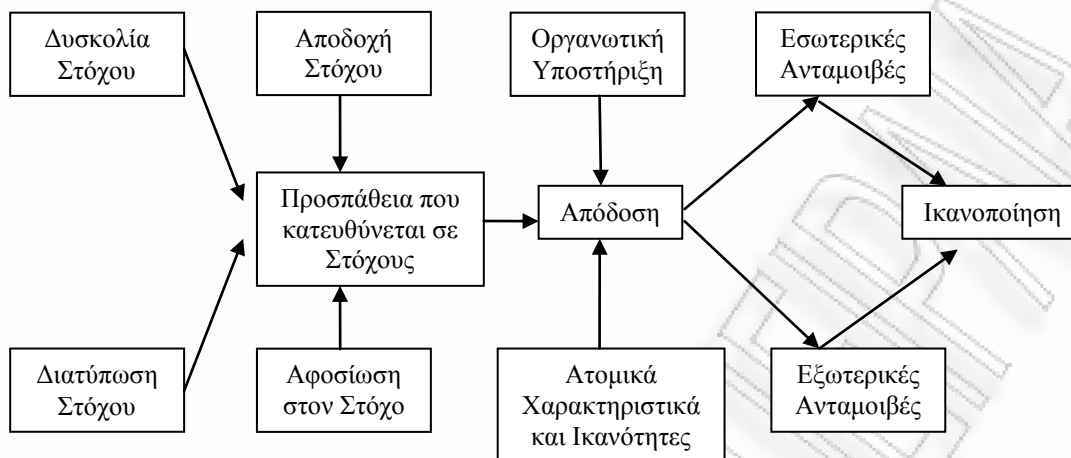 Δυσκολία
Στόχου
Αποδοχή
Στόχου
Οργανωτική
Υποστήριξη
Εσωτερικές
Ανταμοιβές
Προσπάθεια που
κατευθύνεται σε
Στόχους
Απόδοση
Ικανοποίηση
Διατύπωση
Στόχου
Αφοσίωση
στον Στόχο
Ατομικά
Χαρακτηριστικά
και Ικανότητες
Εξωτερικές
Ανταμοιβές